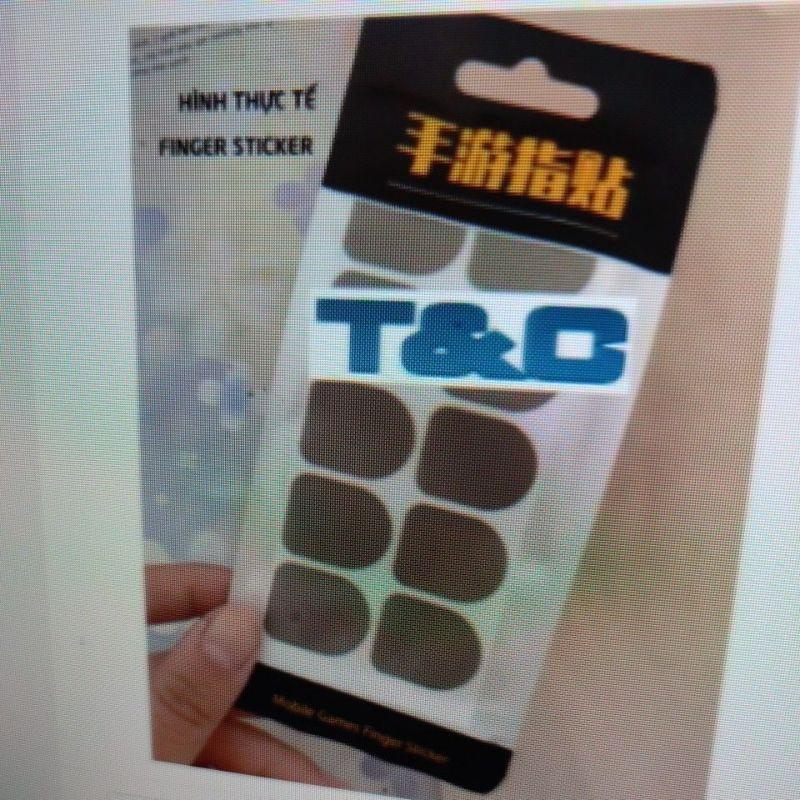 HÌNH THỰC TẾ
FINGER STICKER
手游指贴
T&C
Mobile Games Finger Sticker